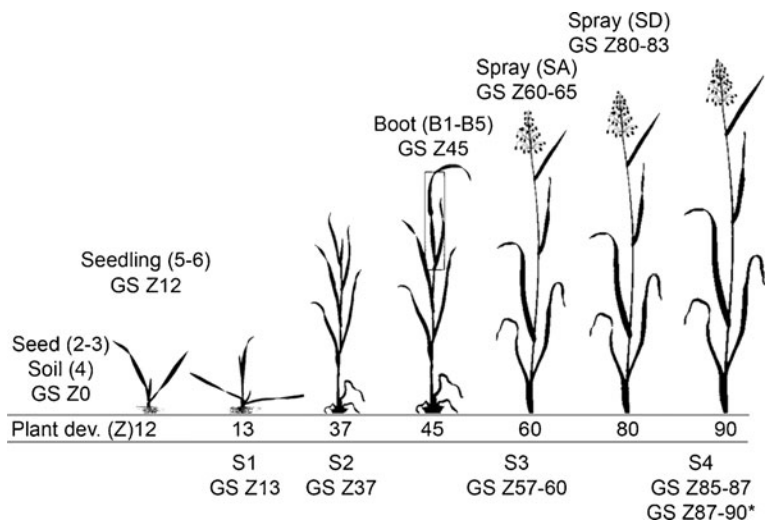 Spray (SD)
GS Z80-83
Spray (SA)
GS Z60-65
Boot (B1-B5)
GS Z45
Seedling (5-6)
GS Z12
Seed (2-3)
Soil (4)
GS Z0
Plant dev. (Z)12 13 37 45 60 80 90
S1 S2 S3 S4
GS Z13 GS Z37 GS Z57-60 GS Z85-87
GS Z87-90*